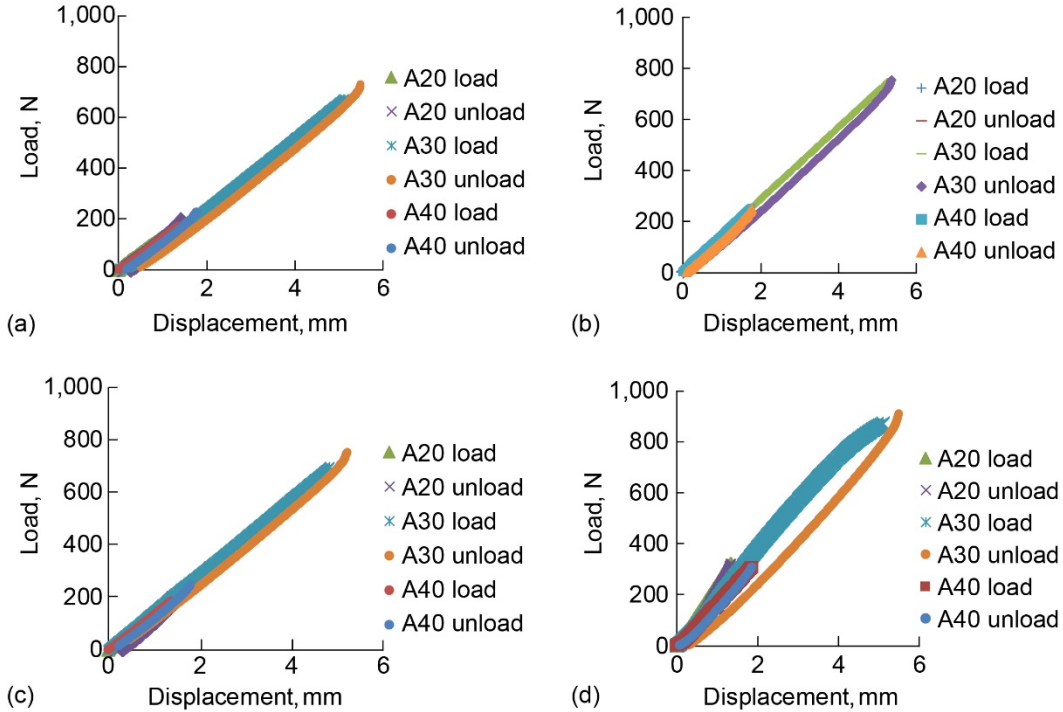 1,000
800
600
400
200
0
Load, N
0 2 4 6
Displacement, mm
A20 load
A20 unload
A30 load
A30 unload
A40 load
A40 unload
(a)
1,000
800
600
400
200
0
Load, N
0 2 4 6
Displacement, mm
A20 load
A20 unload
A30 load
A30 unload
A40 load
A40 unload
(b)
1,000
800
600
400
200
0
Load, N
0 2 4 6
Displacement, mm
A20 load
A20 unload
A30 load
A30 unload
A40 load
A40 unload
(c)
1,000
800
600
400
200
0
Load, N
0 2 4 6
Displacement, mm
A20 load
A20 unload
A30 load
A30 unload
A40 load
A40 unload
(d)